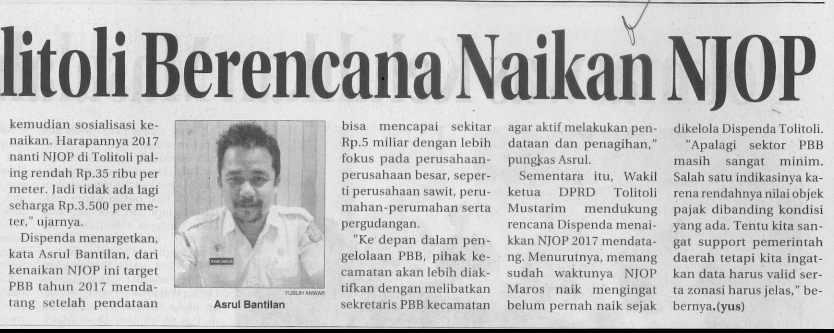 litoli Berencana Naikan NJOP
kemudian sosialisasi ke-
naikan. Harapannya 2017
nanti NJOP di Tolitoli pal-
ing rendah Rp.35 ribu per
meter. Jadi tidak ada lagi
seharga Rp.3.500 per me-
ter," ujarnya.
Dispenda menargetkan,
kata Asrul Bantilan, dari
kenaikan NJOP ini target
PBB tahun 2017 menda-
tang setelah pendataan
YUSLIH ANWAR
Asrul Bantilan
bisa mencapai sekitar
Rp.5 miliar dengan lebih
fokus pada perusahaan-
perusahaan besar, seper-
ti perusahaan sawit, peru-
mahan-perumahan serta
pergudangan.
"Ke depan dalam pen-
gelolaan PBB, pihak ke-
camatan akan lebih diak-
tifkan dengan melibatkan
sekretaris PBB kecamatan
agar aktif melakukan pen-
dataan dan penagihan,"
pungkas Asrul.
Sementara itu, Wakil
ketua DPRD Tolitoli
Mustarim mendukung
rencana Dispenda menai-
kkan NJOP 2017 mendata-
ng. Menurutnya, memang
sudah waktunya NJOP
Maros naik mengingat
belum pernah naik sejak
dikelola Dispenda Tolitoli.
"Apalagi sektor PBB
masih sangat minim.
Salah satu indikasinya ka-
rena rendahnya nilai objek
pajak dibanding kondisi
yang ada. Tentu kita san-
gat support pemerintah
daerah tetapi kita ingat-
kan data harus valid ser-
ta zonasi harus jelas," be-
bernya.(yus)